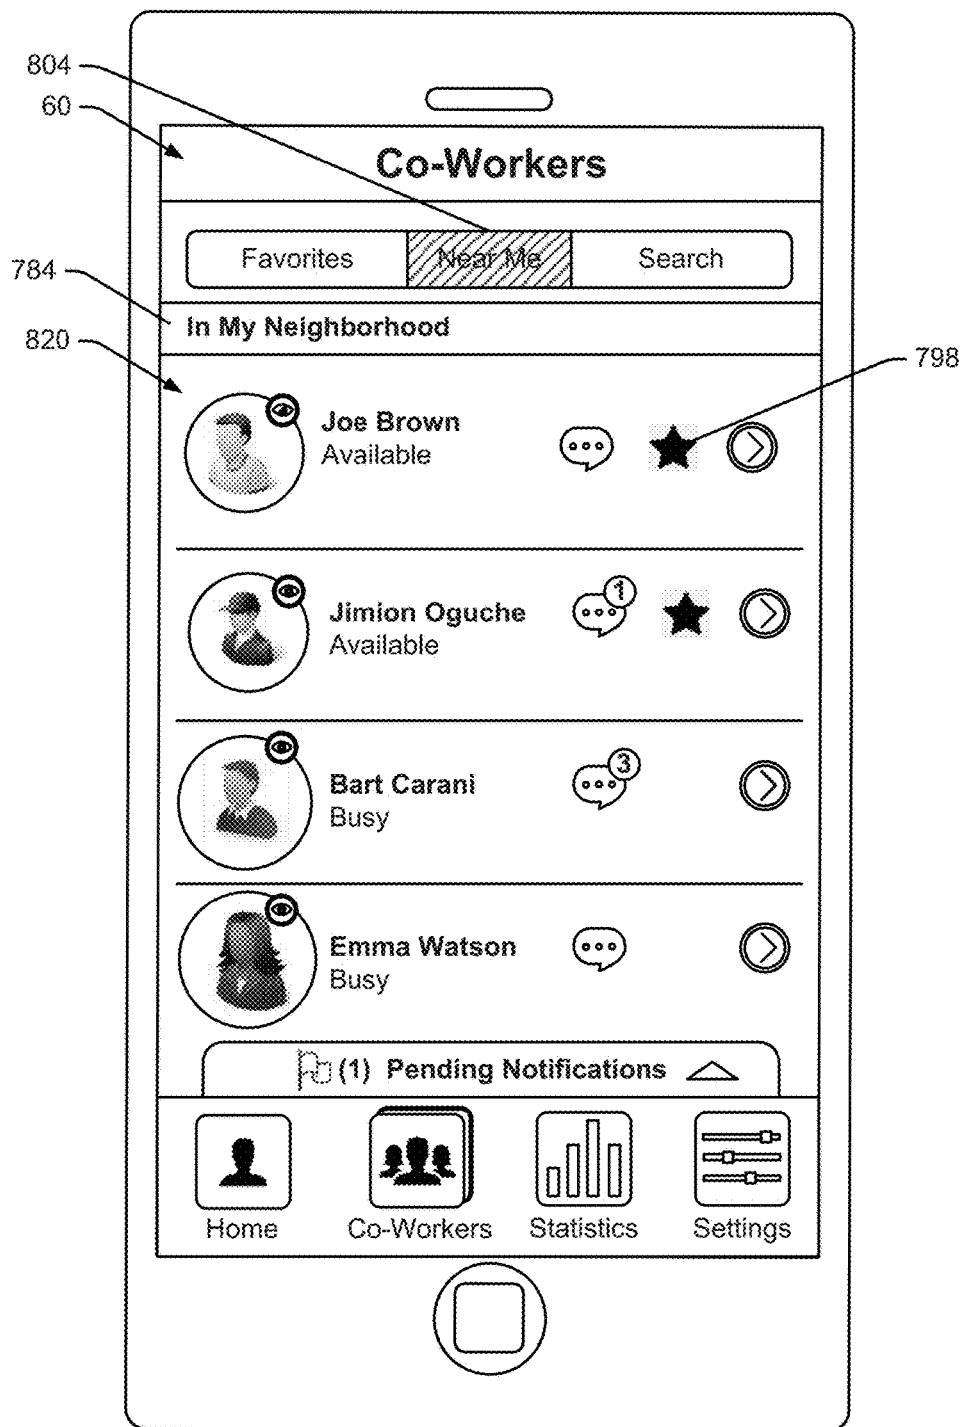 804
60
Co-Workers
Favorites Near Me Search
784
In My Neighborhood
820
798
Joe Brown
Available
1
Jimion Oguche
Available
3
Bart Carani
Busy
Emma Watson
Busy
(1) Pending Notifications
Home Co-Workers Statistics Settings